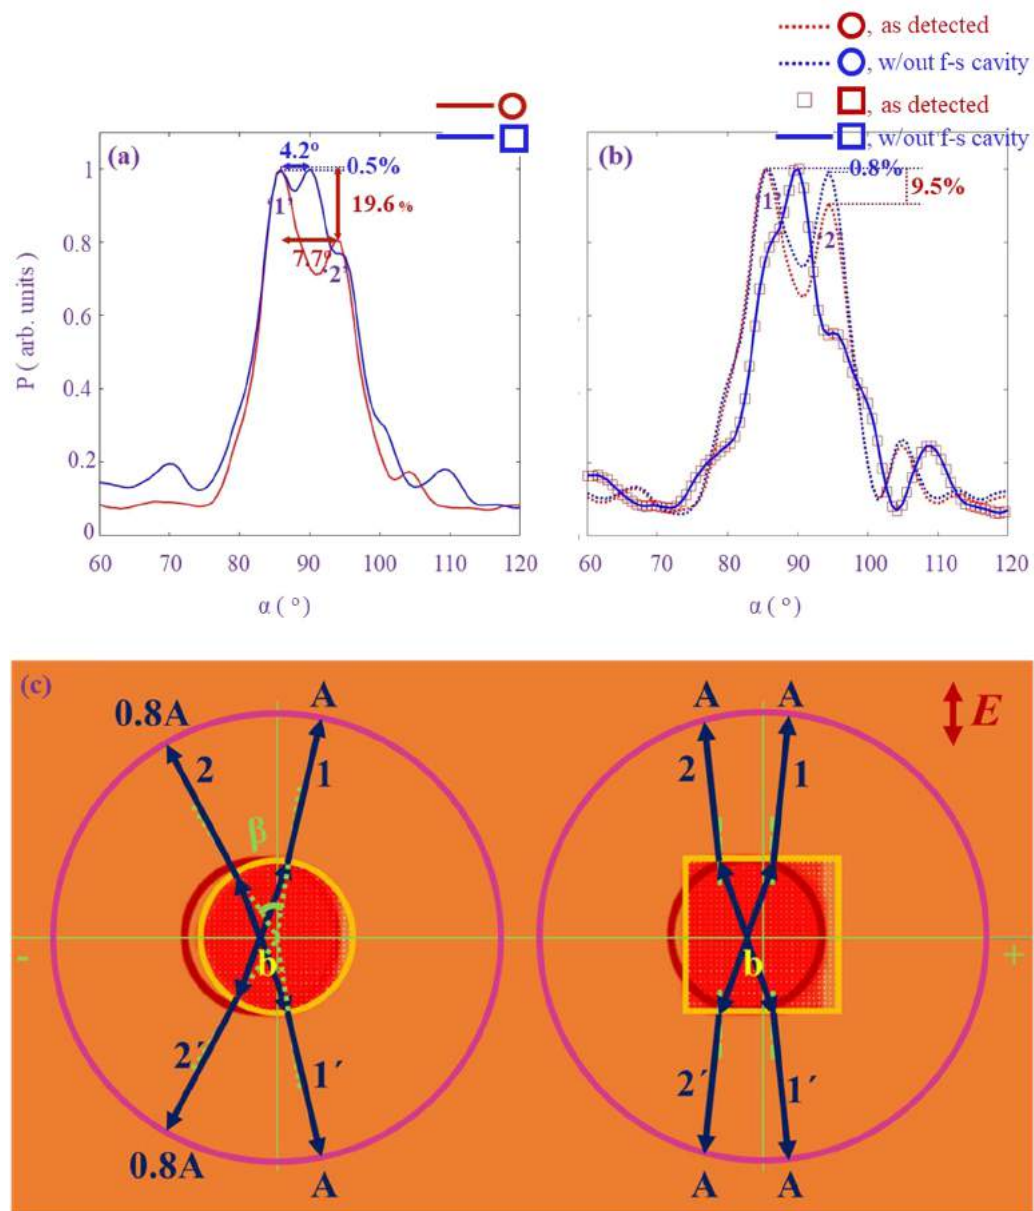 , as detected
, w/out f-s cavity
, as detected
, w/out f-s cavity
(a)
4.2°
0.5%
19.6 %
'1'
7.7°
'2'
P ( arb. units )
1
0.8
0.6
0.4
0.2
0
60 70 80 90 100 110 120
α ( ° )
(b)
0.8%
9.5%
'1'
'2'
60 70 80 90 100 110 120
α ( ° )
(c)
0.8A
A
2
1
β
b
-
2´
1´
0.8A
A
A A
E
2
1
b
+
2´
1´
A A